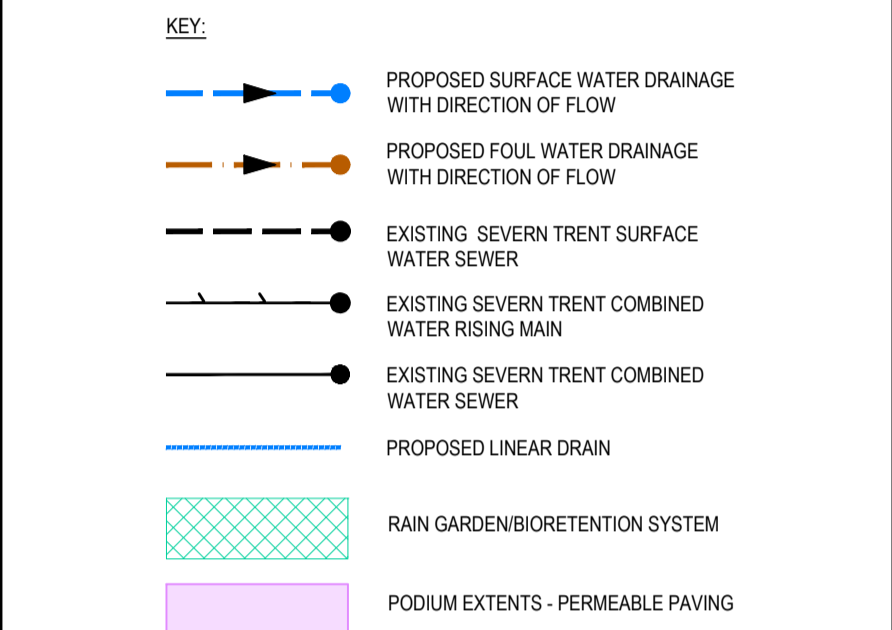 KEY:
PROPOSED SURFACE WATER DRAINAGE
WITH DIRECTION OF FLOW
PROPOSED FOUL WATER DRAINAGE
WITH DIRECTION OF FLOW
EXISTING SEVERN TRENT SURFACE
WATER SEWER
EXISTING SEVERN TRENT COMBINED
WATER RISING MAIN
EXISTING SEVERN TRENT COMBINED
WATER SEWER
PROPOSED LINEAR DRAIN
RAIN GARDEN/BIORETENTION SYSTEM
PODIUM EXTENTS - PERMEABLE PAVING